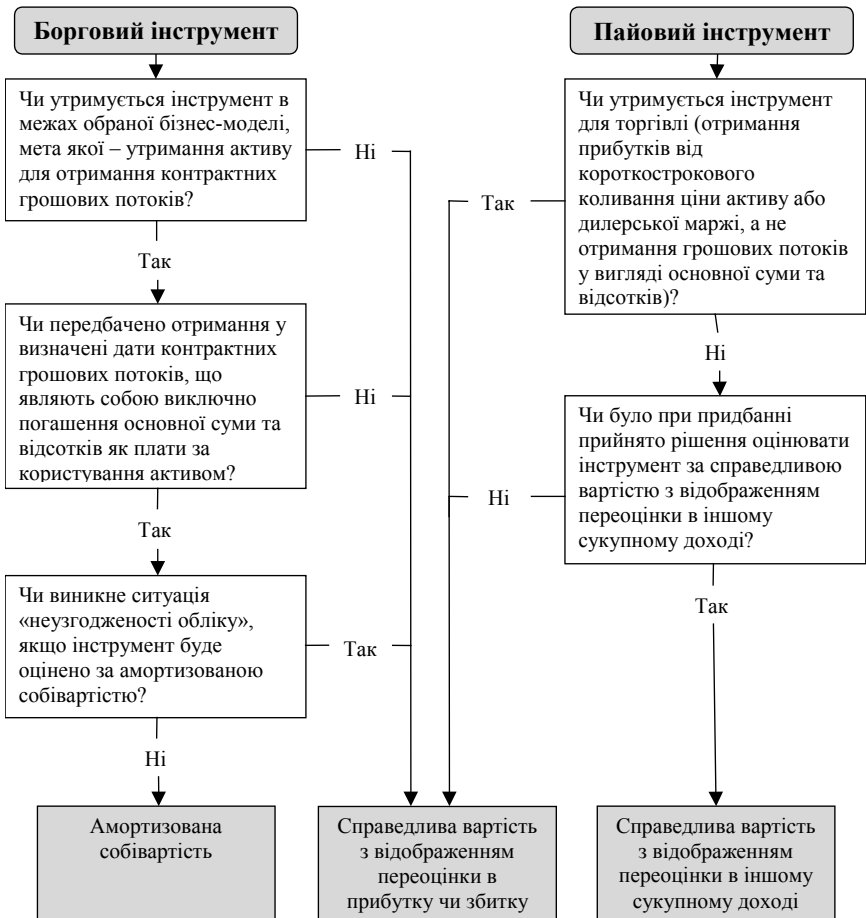 Борговий інструмент
Чи утримується інструмент в
межах обраної бізнес-моделі,
мета якої – утримання активу
для отримання контрактних
грошових потоків?
Ні
Так
Чи передбачено отримання у
визначені дати контрактних
грошових потоків, що
являють собою виключно
погашення основної суми та
відсотків як плати за
користування активом?
Ні
Так
Чи виникне ситуація
«неузгодженості обліку»,
якщо інструмент буде
оцінено за амортизованою
собівартістю?
Так
Ні
Амортизована
собівартість
Пайовий інструмент
Чи утримується інструмент
для торгівлі (отримання
прибутків від
короткострокового
коливання ціни активу або
дилерської маржі, а не
отримання грошових потоків
у вигляді основної суми та
відсотків)?
Так
Ні
Чи було при придбанні
прийнято рішення оцінювати
інструмент за справедливою
вартістю з відображенням
переоцінки в іншому
сукупному доході?
Ні
Так
Справедлива вартість
з відображенням
переоцінки в
прибутку чи збитку
Справедлива вартість
з відображенням
переоцінки в іншому
сукупному доході